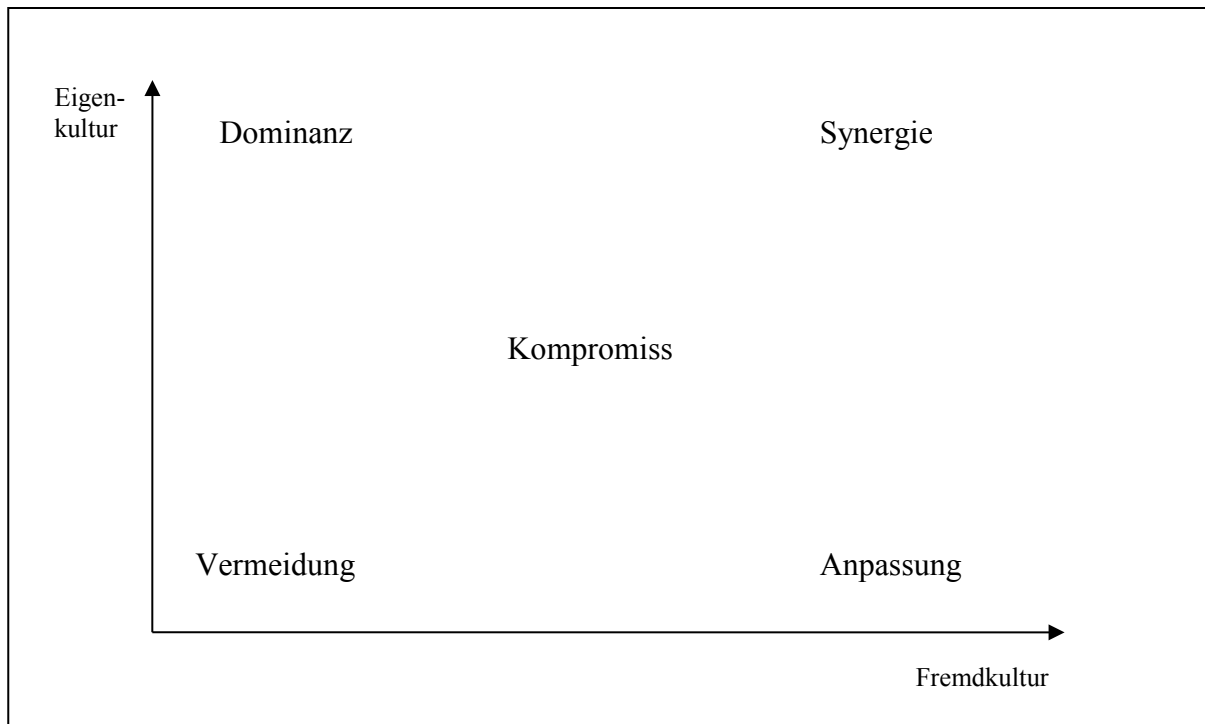 Eigen-
kultur
Dominanz
Synergie
Kompromiss
Vermeidung
Anpassung
Fremdkultur